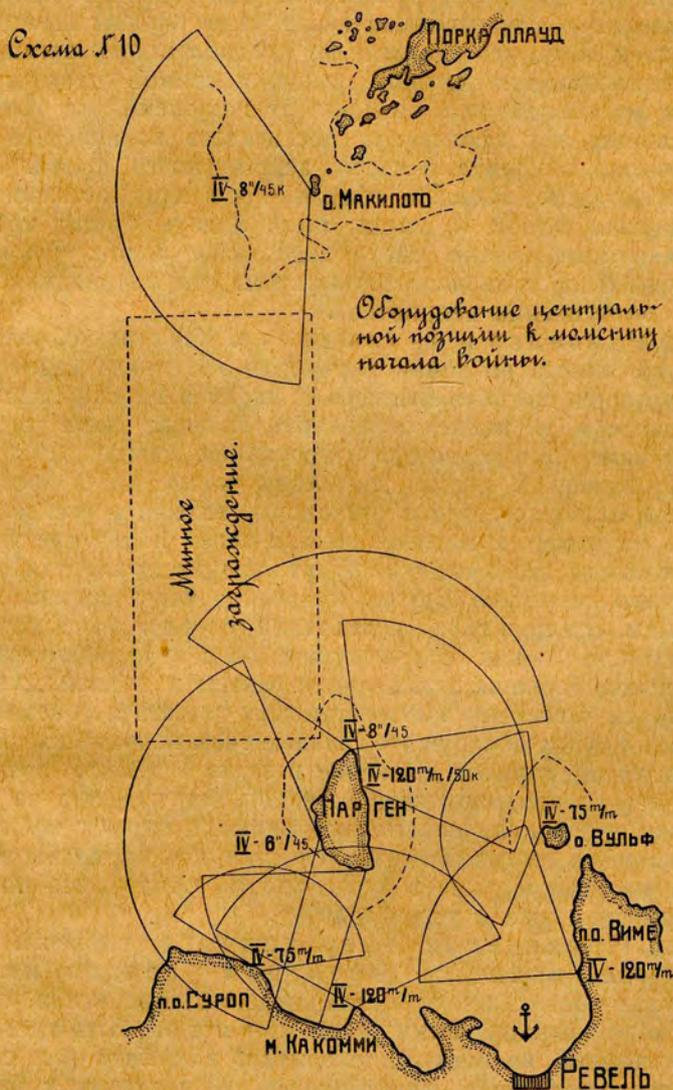 Схема № 10
ПОРКАЛЛАУД
IV-8"/45к
о. МАКИЛОТО
Оборудование централь-
ной позиции к моменту
начала войны.
Минное
заграждение.
IV-8"/45
IV-120 m/m/50к
НАРГЕН
IV-75 m/m
о. ВУЛЬФ
IV-6"/45
п.о. ВИМЕ
IV-75 m/m
IV-120 m/m
IV-120 m/m
п.о. СУРОП
м. КАКОММИ
РЕВЕЛЬ